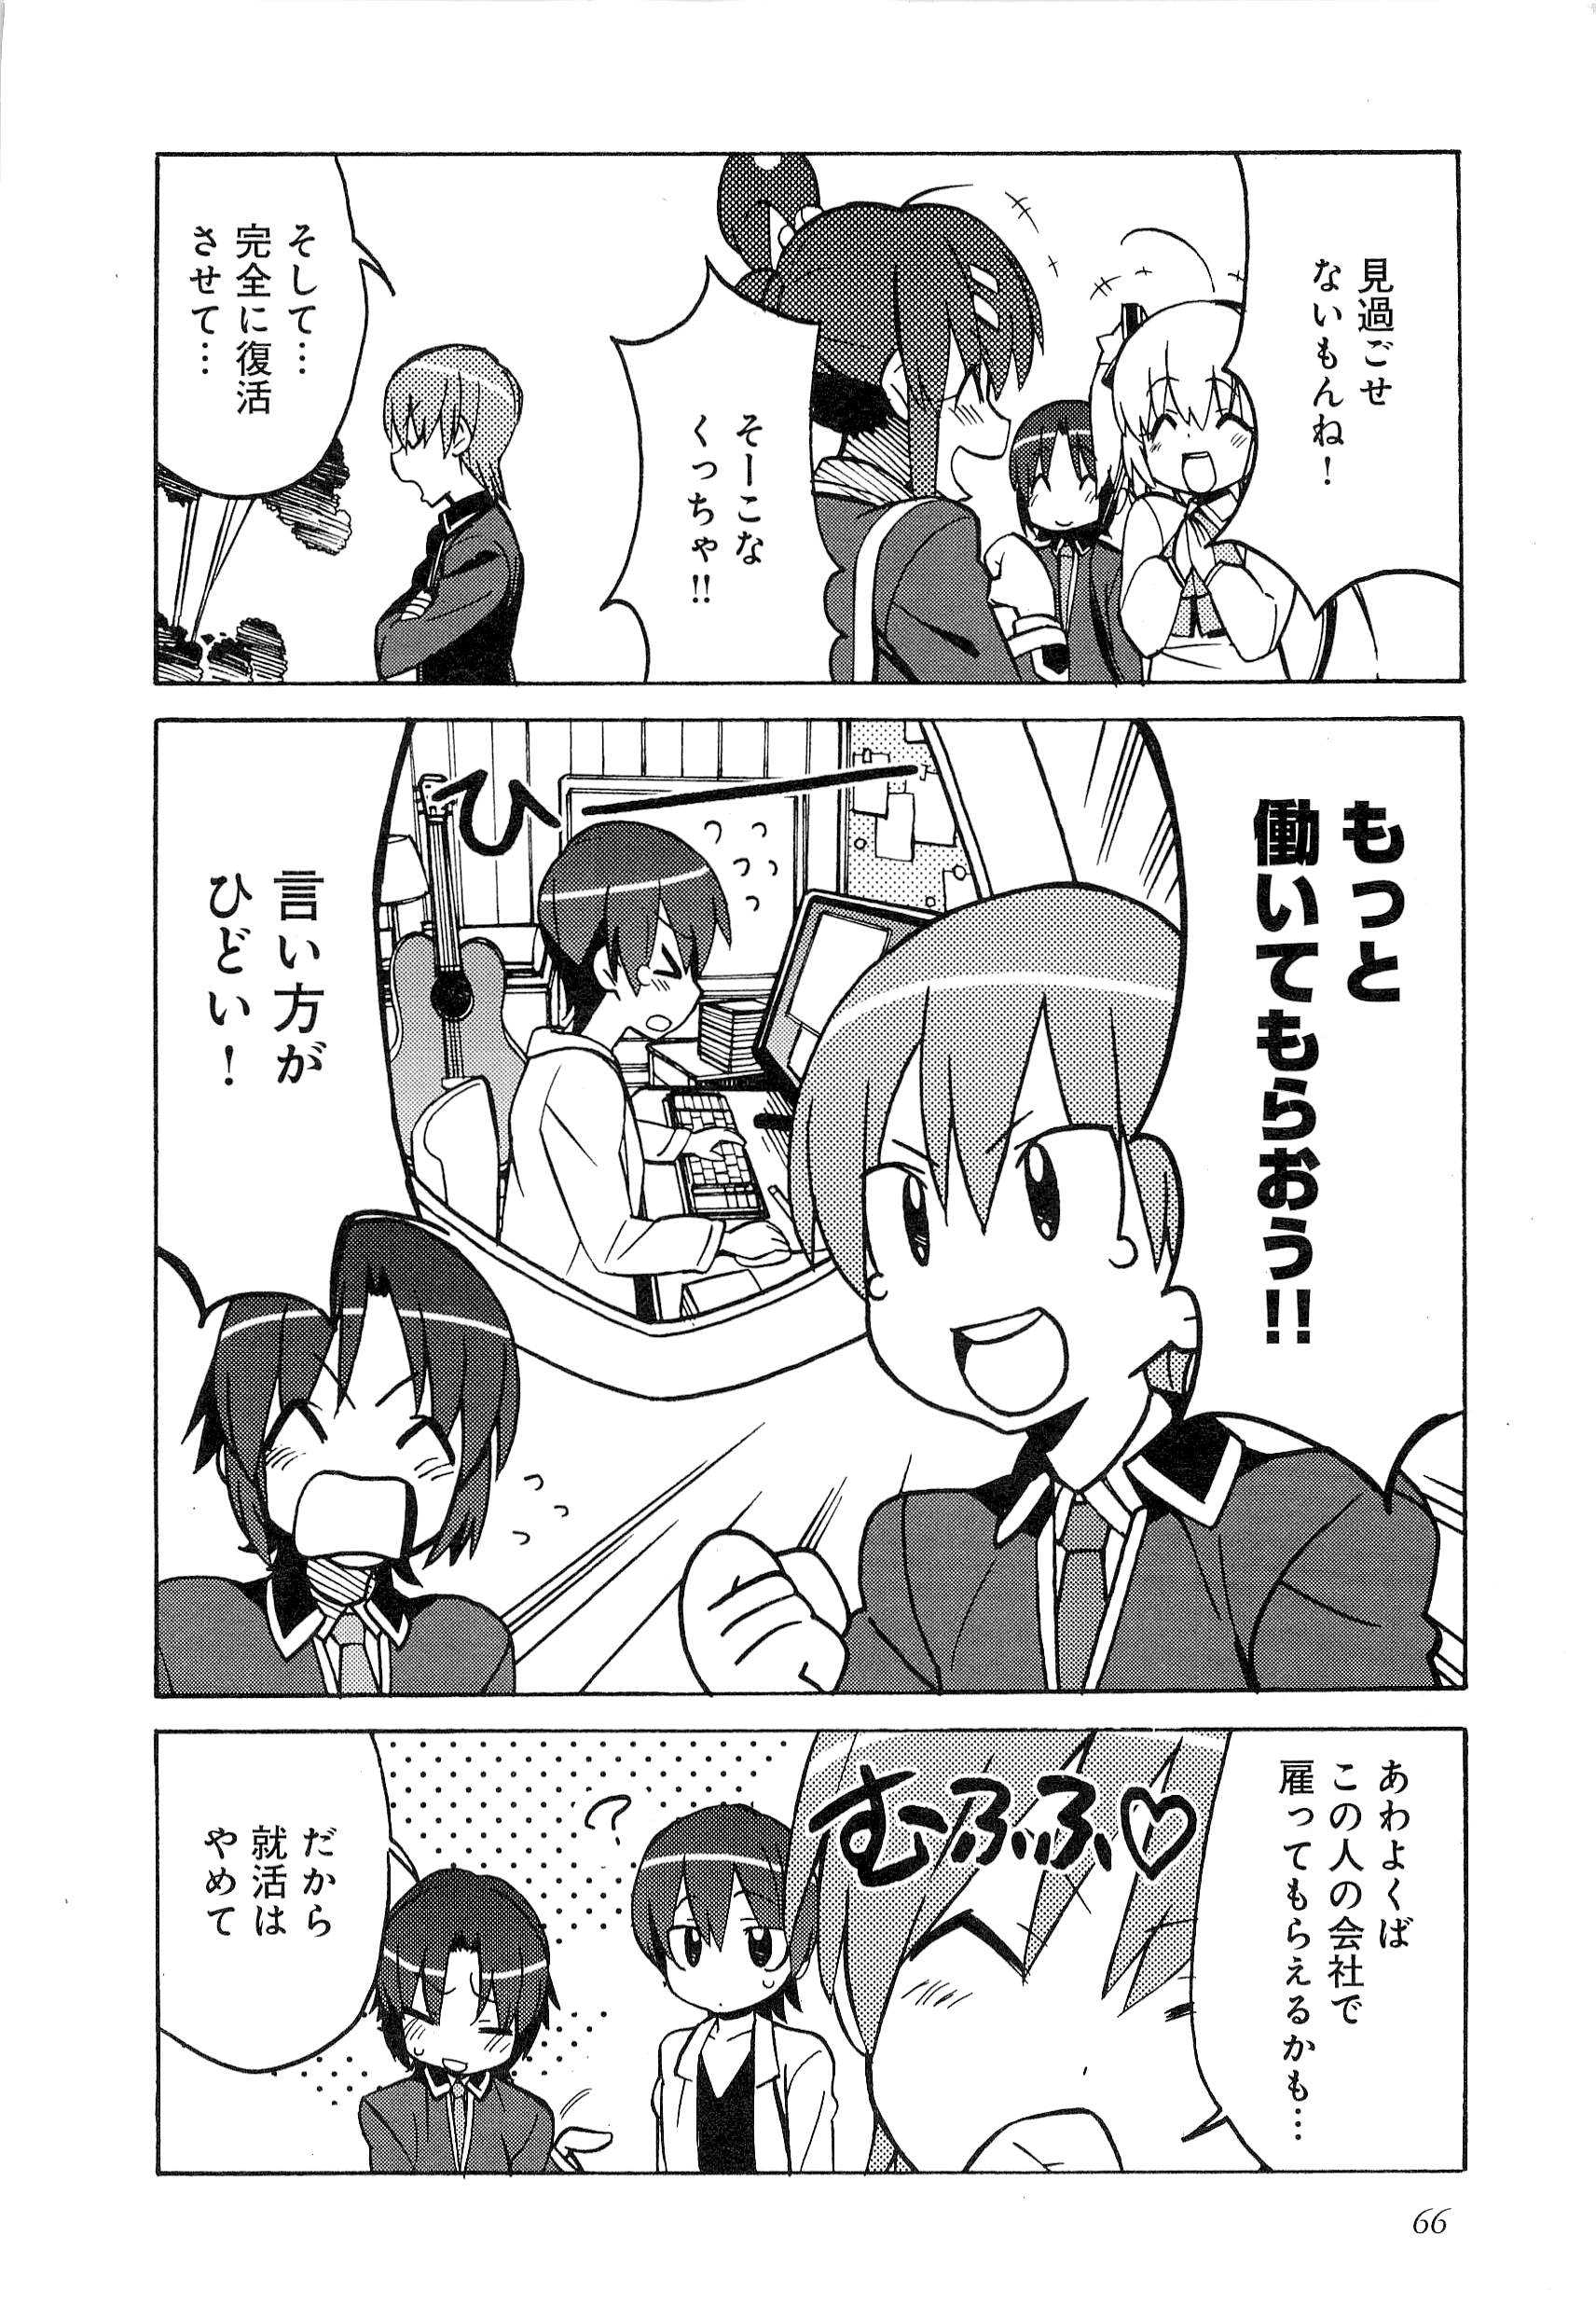 見過ごせ
ないもんね！
そーこな
くっちゃ!!
そして…
完全に復活
させて…
もっと
働いてもらおう!!
ひー
言い方が
ひどい！
あわよくば
この人の会社で
雇ってもらえるかも…
むふふ♡
?
だから
就活は
やめて
66